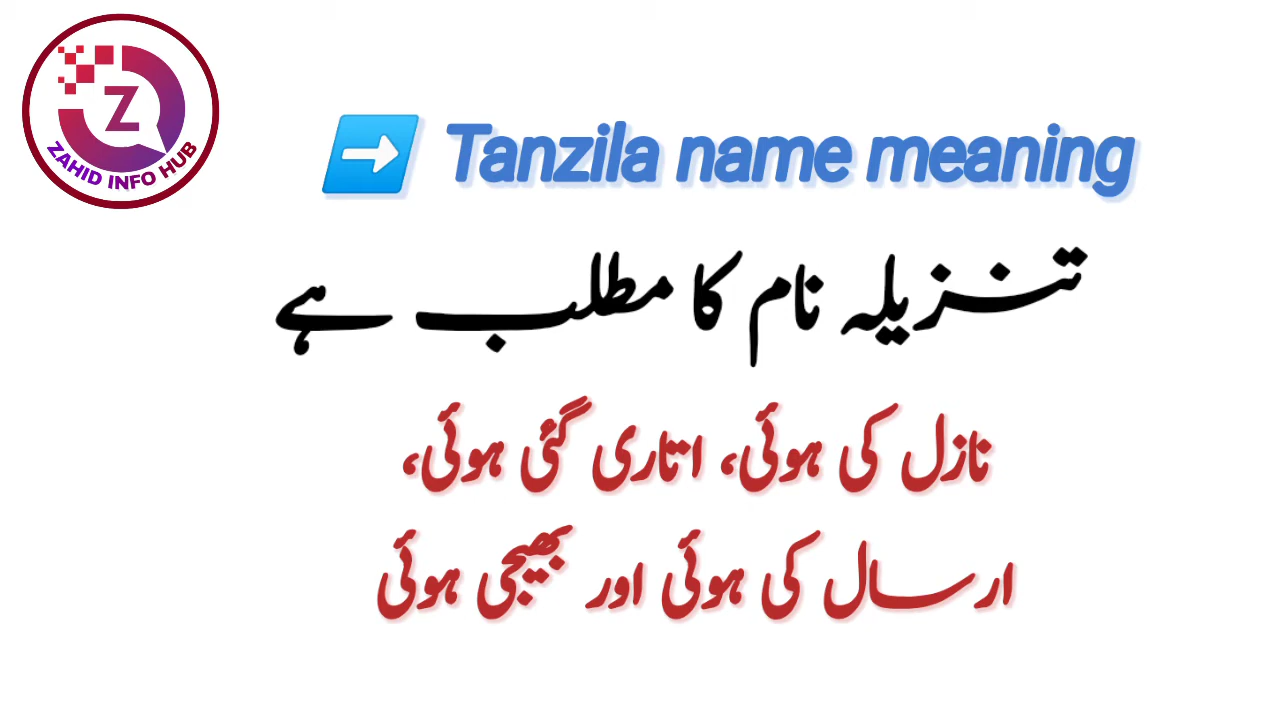 Z
ZAHID INFO HUB
➡ Tanzila name meaning
تنزیلہ نام کا مطلب ہے
نازل کی ہوئی، اتاری گئی ہوئی،
ارسال کی ہوئی اور بھیجی ہوئی